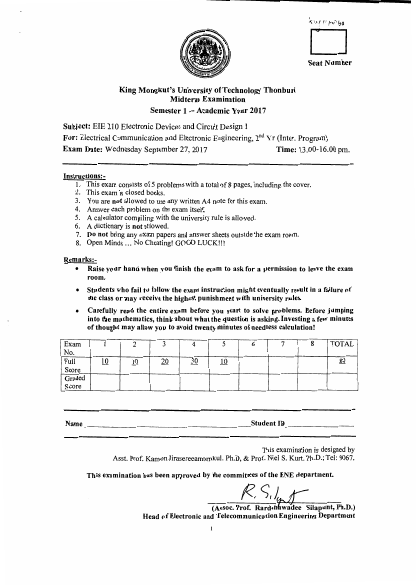 Seat Number
King Mongkut's University of Technology Thonburi
Midterm Examination
Semester 1 -- Academic Year 2017
Subject: EIE 210 Electronic Devices and Circuit Design I
For: Electrical Communication and Electronic Engineering, 2nd Yr (Inter. Program)
Exam Date: Wednesday September 27, 2017 Time: 13.00-16.00 pm.
Instructions:-
1. This exam consists of 5 problems with a total of 8 pages, including the cover.
2. This exam is closed books.
3. You are not allowed to use any written A4 note for this exam.
4. Answer each problem on the exam itself.
5. A calculator compiling with the university rule is allowed.
6. A dictionary is not allowed.
7. Do not bring any exam papers and answer sheets outside the exam room.
8. Open Minds ... No Cheating! GOGO LUCK!!!
Remarks:-
• Raise your hand when you finish the exam to ask for a permission to leave the exam
room.
• Students who fail to follow the exam instruction might eventually result in a failure of
the class or may receive the highest punishment with university rules.
• Carefully read the entire exam before you start to solve problems. Before jumping
into the mathematics, think about what the question is asking. Investing a few minutes
of thought may allow you to avoid twenty minutes of needless calculation!
Exam No. 1 2 3 4 5 6 7 8 TOTAL
Full Score 10 10 20 30 10
Graded Score
Name Student ID
This examination is designed by
Asst. Prof. Kamon Jirasereeamornkul, Ph.D, & Prof. Niel S. Kurt, Ph.D.; Tel: 9067.
This examination has been approved by the committees of the ENE department.
(Assoc. Prof. Rardchawadee Silapunt, Ph.D.)
Head of Electronic and Telecommunication Engineering Department
1